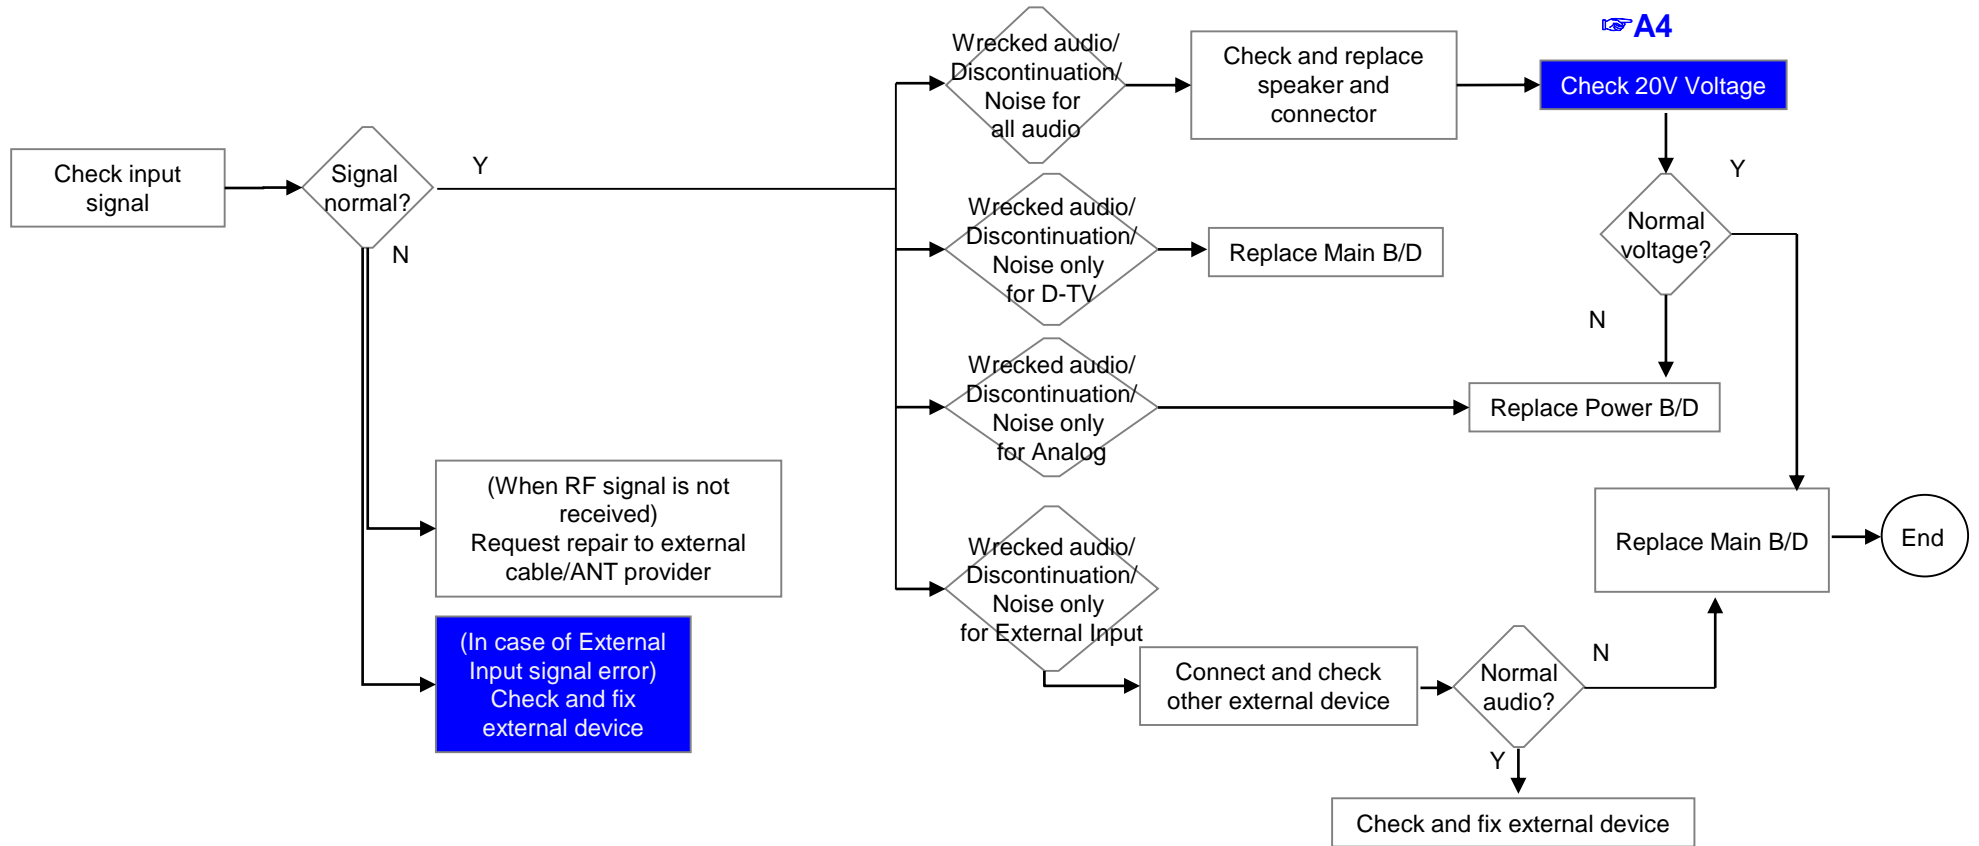 Check input
signal
Signal
normal?
Y
N
(When RF signal is not
received)
Request repair to external
cable/ANT provider
(In case of External
Input signal error)
Check and fix
external device
Wrecked audio/
Discontinuation/
Noise for
all audio
Check and replace
speaker and
connector
☞A4
Check 20V Voltage
Normal
voltage?
Y
N
Wrecked audio/
Discontinuation/
Noise only
for D-TV
Replace Main B/D
Wrecked audio/
Discontinuation/
Noise only
for Analog
Replace Power B/D
Wrecked audio/
Discontinuation/
Noise only
for External Input
Connect and check
other external device
Normal
audio?
N
Y
Replace Main B/D
End
Check and fix external device